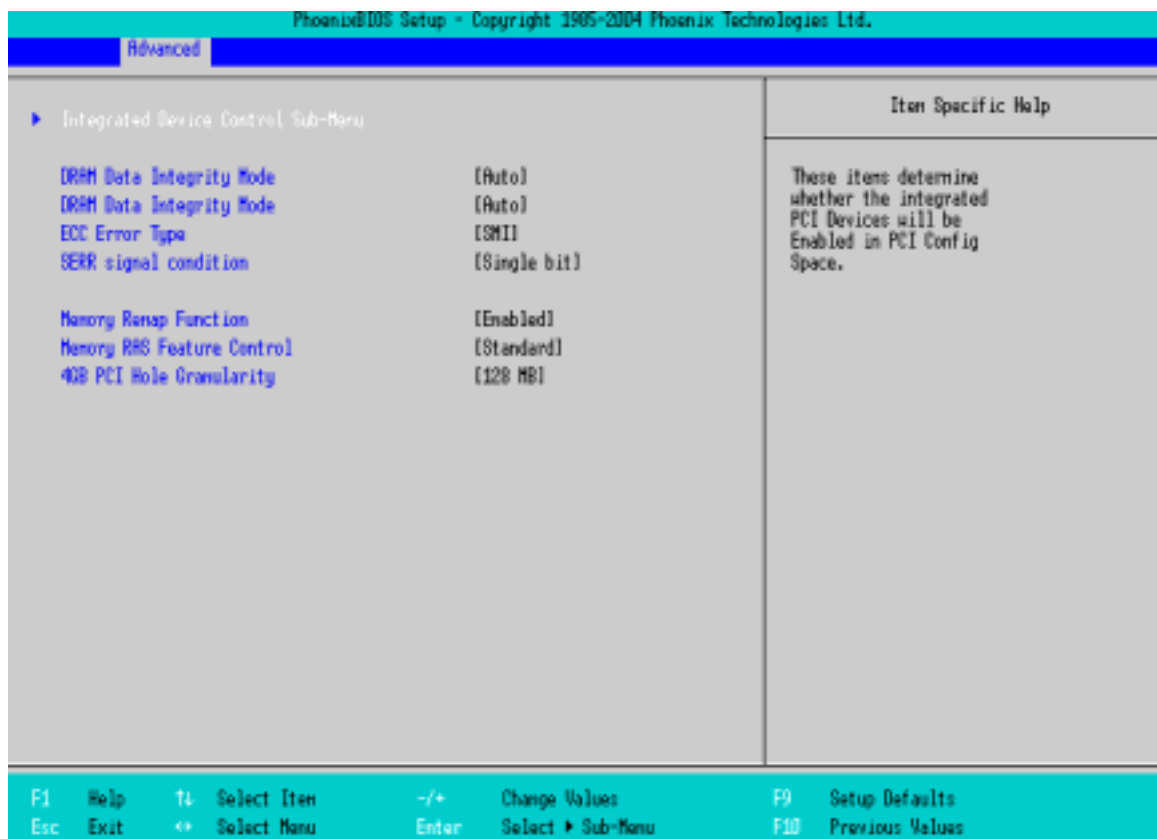 PhoenixBIOS Setup - Copyright 1985-2004 Phoenix Technologies Ltd.
Advanced
Integrated Device Control Sub-Menu
DRAM Data Integrity Mode [Auto]
DRAM Data Integrity Mode [Auto]
ECC Error Type [SMI]
SERR signal condition [Single bit]
Memory Remap Function [Enabled]
Memory RAS Feature Control [Standard]
4GB PCI Hole Granularity [128 MB]
Item Specific Help
These items determine
whether the integrated
PCI Devices will be
Enabled in PCI Config
Space.
F1 Help ↑↓ Select Item -/+ Change Values F9 Setup Defaults
Esc Exit ↔ Select Menu Enter Select ▶ Sub-Menu F10 Previous Values